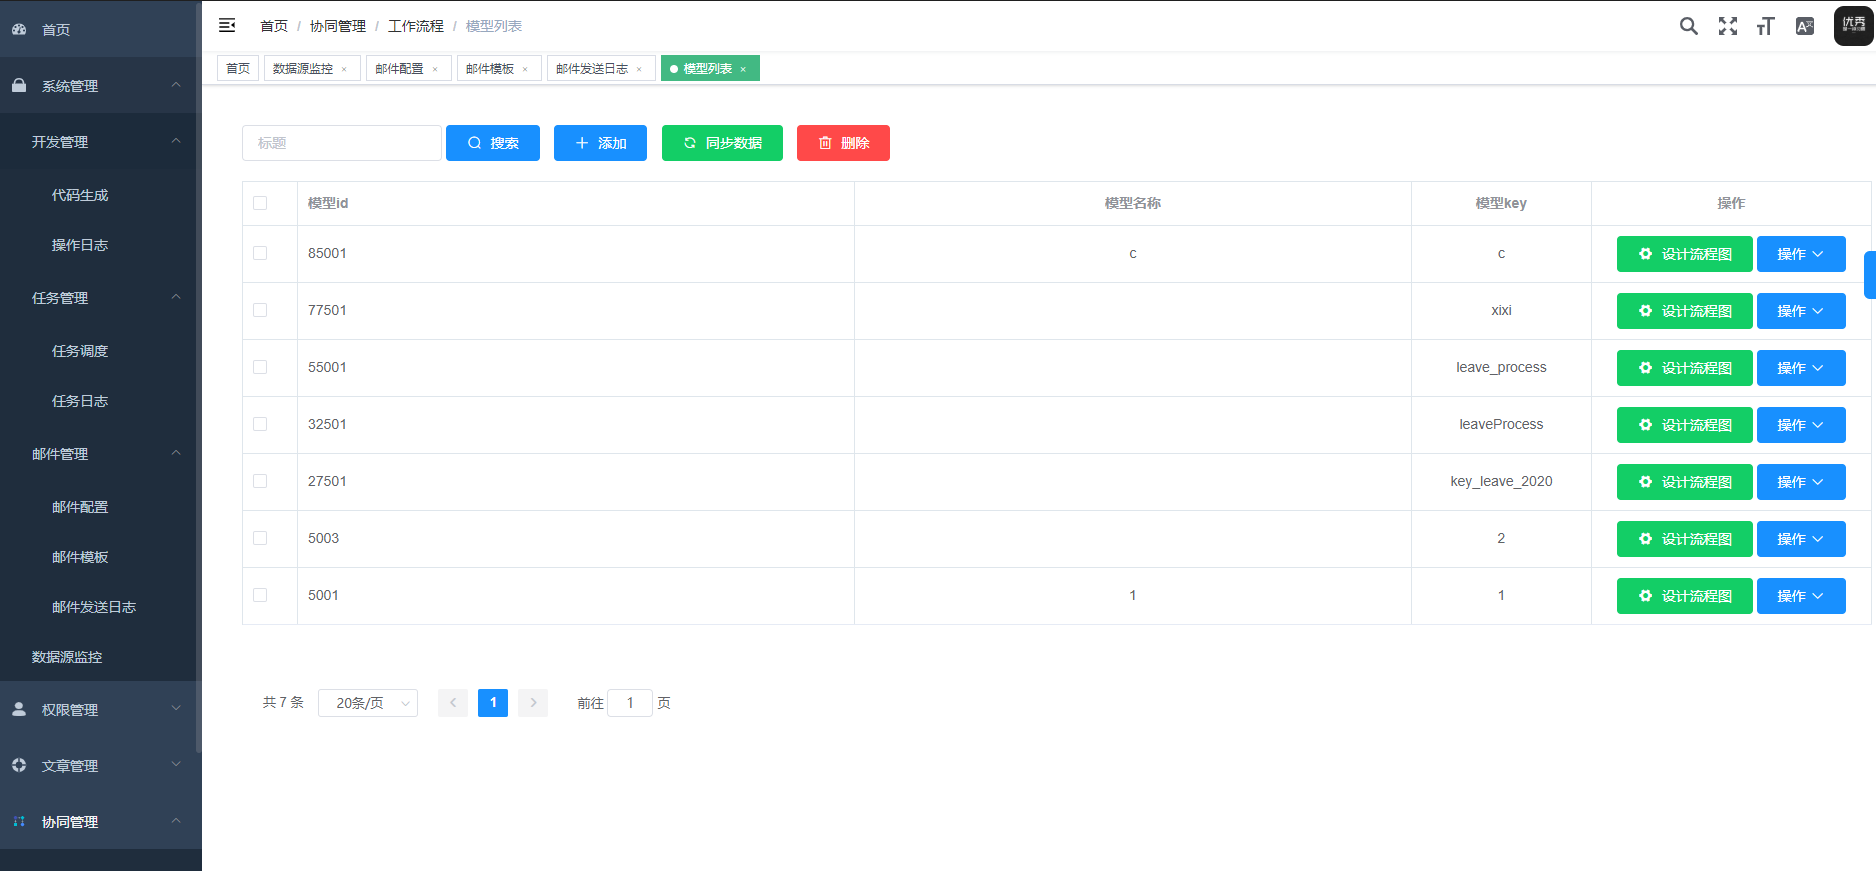 首页
系统管理
开发管理
代码生成
操作日志
任务管理
任务调度
任务日志
邮件管理
邮件配置
邮件模板
邮件发送日志
数据源监控
权限管理
文章管理
协同管理
首页 / 协同管理 / 工作流程 / 模型列表
优秀
首页 数据源监控 × 邮件配置 × 邮件模板 × 邮件发送日志 × 模型列表 ×
标题 搜索 添加 同步数据 删除
模型id 模型名称 模型key 操作
85001 c c 设计流程图 操作
77501 xixi 设计流程图 操作
55001 leave_process 设计流程图 操作
32501 leaveProcess 设计流程图 操作
27501 key_leave_2020 设计流程图 操作
5003 2 设计流程图 操作
5001 1 1 设计流程图 操作
共 7 条 20条/页 1 前往 1 页